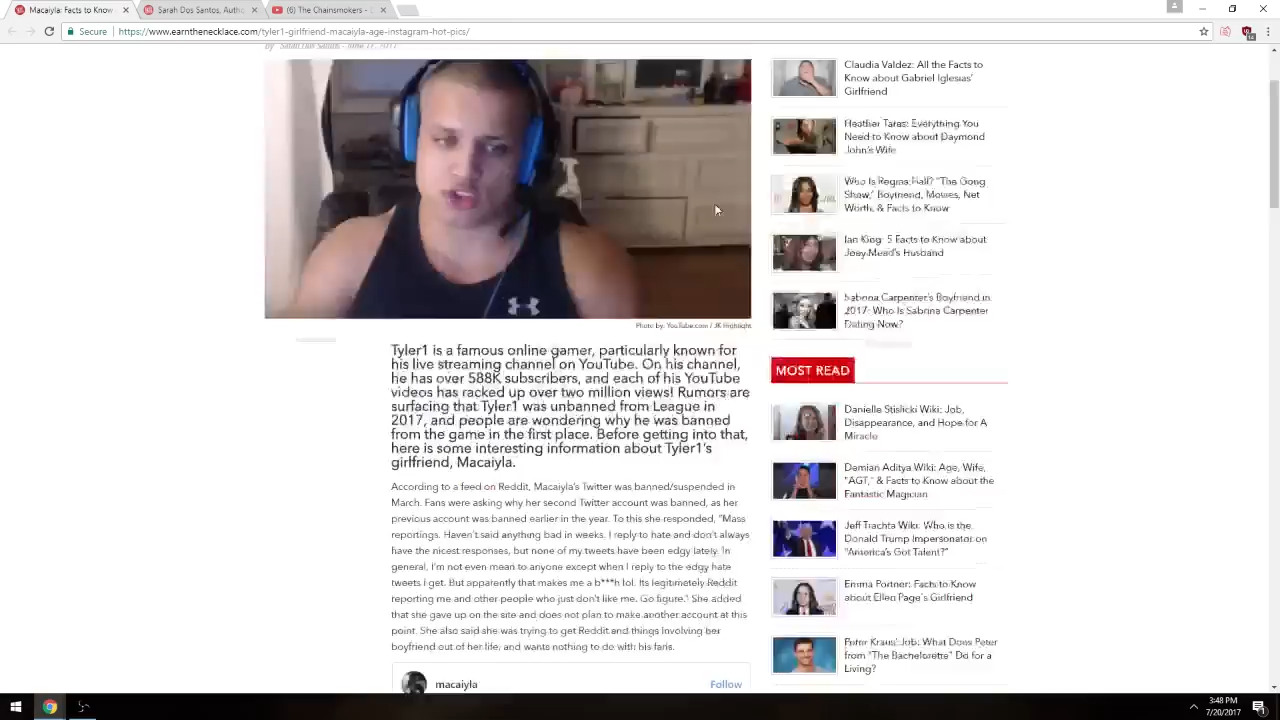 Macaiyla: Facts to Know
Sarah Dos Santos, Autho
(6) The Chainsmokers -
Secure
https://www.earnthenecklace.com/tyler1-girlfriend-macaiyla-age-instagram-hot-pics/
by Sarah Dos Santos - June 17, 2017
Photo by: YouTube.com / JK Highlight
Tyler1 is a famous online gamer, particularly known for
his live streaming channel on YouTube. On his channel,
he has over 588K subscribers, and each of his YouTube
videos has racked up over two million views! Rumors are
surfacing that Tyler1 was unbanned from League in
2017, and people are wondering why he was banned
from the game in the first place. Before getting into that,
here is some interesting information about Tyler1's
girlfriend, Macaiyla.
According to a feed on Reddit, Macaiyla's Twitter was banned/suspended in
March. Fans were asking why her second Twitter account was banned, as her
previous account was banned earlier in the year. To this she responded, "Mass
reportings. Haven't said anything bad in weeks. I reply to hate and don't always
have the nicest responses, but none of my tweets have been edgy lately. In
general, I'm not even mean to anyone except when I reply to the edgy hate
tweets I get. But apparently that makes me a b***h lol. Its legitimately Reddit
reporting me and other people who just don't like me. Go figure." She added
that she gave up on the site and does not plan to make another account at this
point. She also said she was trying to get Reddit and things involving her
boyfriend out of her life, and wants nothing to do with his fans.
macaiyla
Follow
Claudia Valdez: All the Facts to
Know about Gabriel Iglesias'
Girlfriend
Heather Taras: Everything You
Need to Know about Daymond
John's Wife
Who Is Regina Hall? "The Gong
Show," Boyfriend, Movies, Net
Worth, & Facts to Know
Ian King: 5 Facts to Know about
Joey Mead's Husband
Sabrina Carpenter's Boyfriend in
2017: Who Is Sabrina Carpenter
Dating Now?
MOST READ
Danielle Stislicki Wiki: Job,
Disappearance, and Hope for A
Miracle
Damian Aditya Wiki: Age, Wife,
"AGT," & Facts to Know about the
Fantastic Magician
Jeff Trachta Wiki: Who is the
Donald Trump Impersonator on
"America's Got Talent?"
Emma Portner: Facts to Know
about Ellen Page's Girlfriend
Peter Kraus' Job: What Does Peter
from "The Bachelorette" Do for a
Living?
3:48 PM
7/20/2017